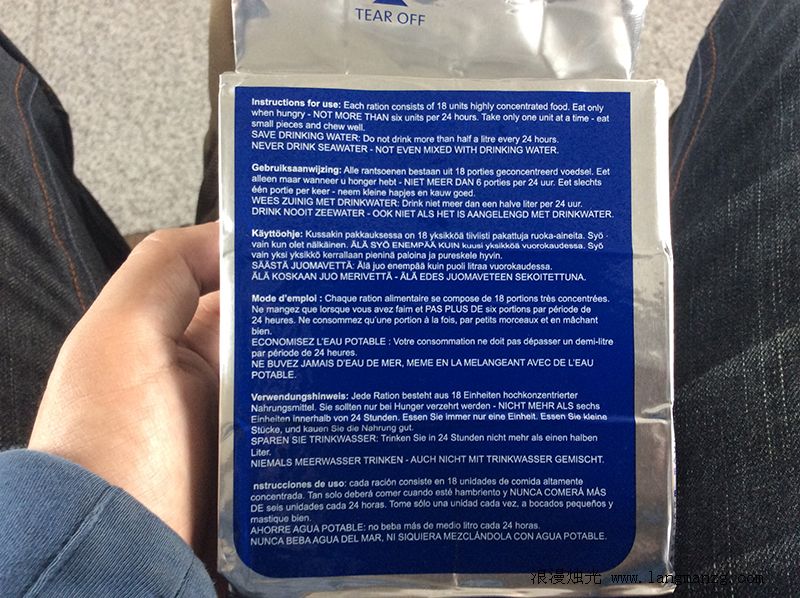 TEAR OFF
Instructions for use: Each ration consists of 18 units highly concentrated food. Eat only
when hungry - NOT MORE THAN six units per 24 hours. Take only one unit at a time - eat
small pieces and chew well.
SAVE DRINKING WATER: Do not drink more than half a litre every 24 hours.
NEVER DRINK SEAWATER - NOT EVEN MIXED WITH DRINKING WATER.
Gebruiksaanwijzing: Alle rantsoenen bestaan uit 18 porties geconcentreerd voedsel. Eet
alleen maar wanneer u honger hebt - NIET MEER DAN 6 porties per 24 uur. Eet slechts
één portie per keer - neem kleine hapjes en kauw goed.
WEES ZUINIG MET DRINKWATER: Drink niet meer dan een halve liter per 24 uur.
DRINK NOOIT ZEEWATER - OOK NIET ALS HET IS AANGELENGD MET DRINKWATER.
Käyttöohje: Kussakin pakkauksessa on 18 yksikköä tiiviisti pakattuja ruoka-aineita. Syö
vain kun olet nälkäinen. ÄLÄ SYÖ ENEMPÄÄ KUIN kuusi yksikköä vuorokaudessa. Syö
vain yksi yksikkö kerrallaan pieninä paloina ja pureskele hyvin.
SÄÄSTÄ JUOMAVETTÄ: Älä juo enempää kuin puoli litraa vuorokaudessa.
ÄLÄ KOSKAAN JUO MERIVETTÄ - ÄLÄ EDES JUOMAVETEEN SEKOITETTUNA.
Mode d'emploi : Chaque ration alimentaire se compose de 18 portions très concentrées.
Ne mangez que lorsque vous avez faim et PAS PLUS DE six portions par période de
24 heures. Ne consommez qu'une portion à la fois, par petits morceaux et en mâchant
bien.
ECONOMISEZ L'EAU POTABLE : Votre consommation ne doit pas dépasser un demi-litre
par période de 24 heures.
NE BUVEZ JAMAIS D'EAU DE MER, MEME EN LA MELANGEANT AVEC DE L'EAU
POTABLE.
Verwendungshinweis: Jede Ration besteht aus 18 Einheiten hochkonzentrierter
Nahrungsmittel. Sie sollten nur bei Hunger verzehrt werden - NICHT MEHR ALS sechs
Einheiten innerhalb von 24 Stunden. Essen Sie immer nur eine Einheit. Essen Sie kleine
Stücke, und kauen Sie die Nahrung gut.
SPAREN SIE TRINKWASSER: Trinken Sie in 24 Stunden nicht mehr als einen halben
Liter.
NIEMALS MEERWASSER TRINKEN - AUCH NICHT MIT TRINKWASSER GEMISCHT.
nstrucciones de uso: cada ración consiste en 18 unidades de comida altamente
concentrada. Tan solo deberá comer cuando esté hambriento y NUNCA COMERÁ MÁS
DE seis unidades cada 24 horas. Tome sólo una unidad cada vez, a bocados pequeños y
mastique bien.
AHORRE AGUA POTABLE: no beba más de medio litro cada 24 horas.
NUNCA BEBA AGUA DEL MAR, NI SIQUIERA MEZCLÁNDOLA CON AGUA POTABLE.
浪漫烛光 www.langmanzg.com